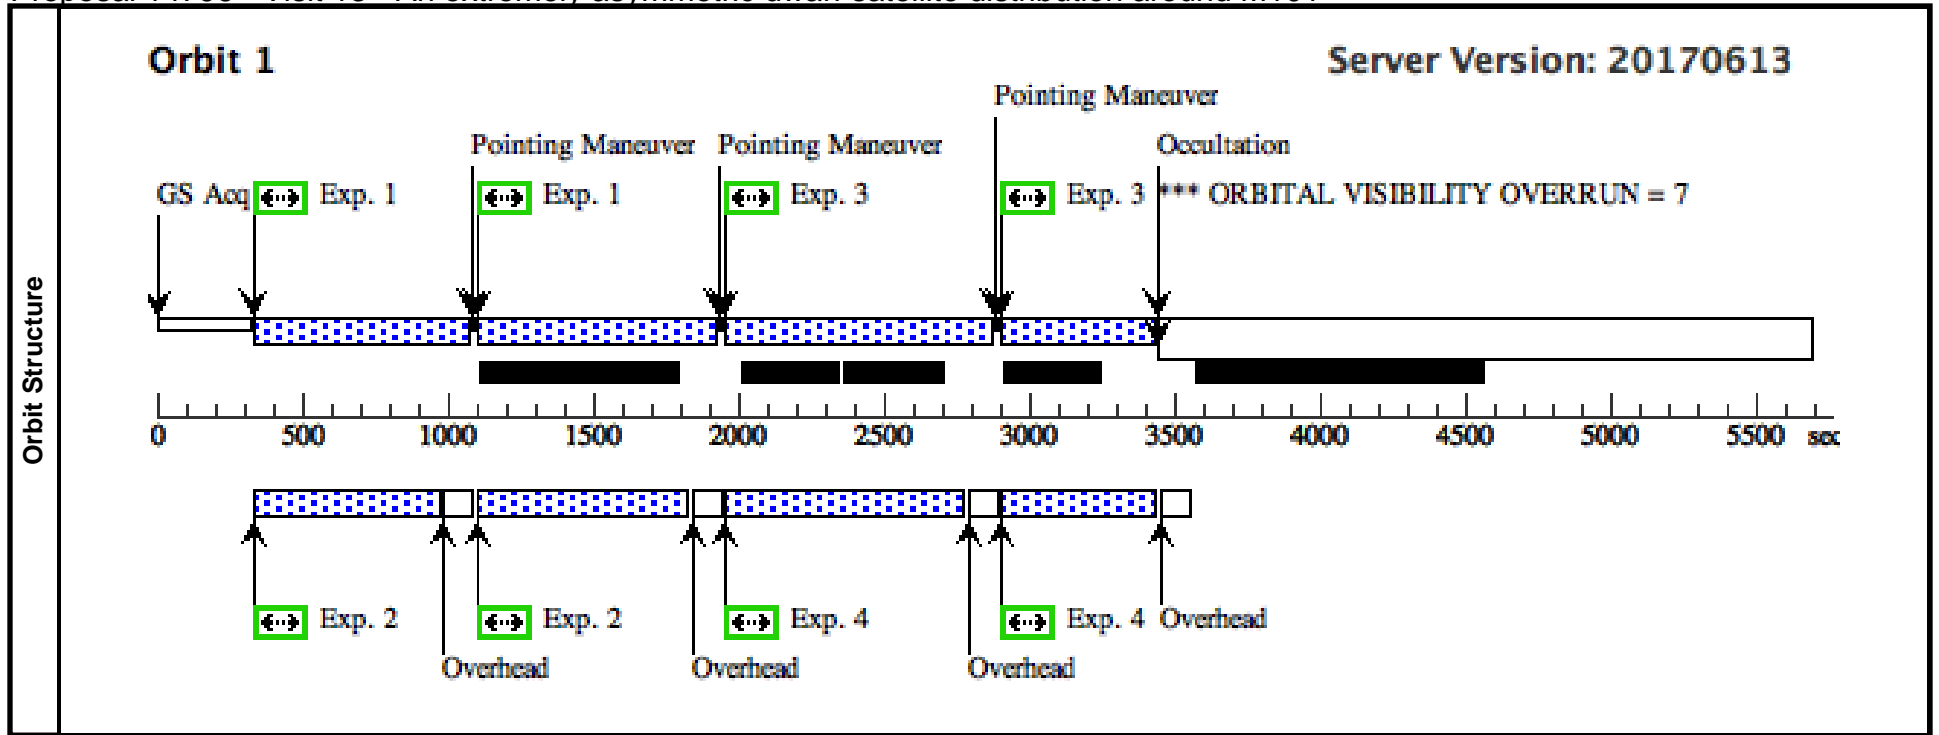 Orbit 1
Server Version: 20170613
Pointing Maneuver
Pointing Maneuver Pointing Maneuver Occultation
GS Acq Exp. 1 Exp. 1 Exp. 3 Exp. 3 *** ORBITAL VISIBILITY OVERRUN = 7
Orbit Structure
0 500 1000 1500 2000 2500 3000 3500 4000 4500 5000 5500 sec
Exp. 2 Exp. 2 Exp. 4 Exp. 4 Overhead
Overhead Overhead Overhead